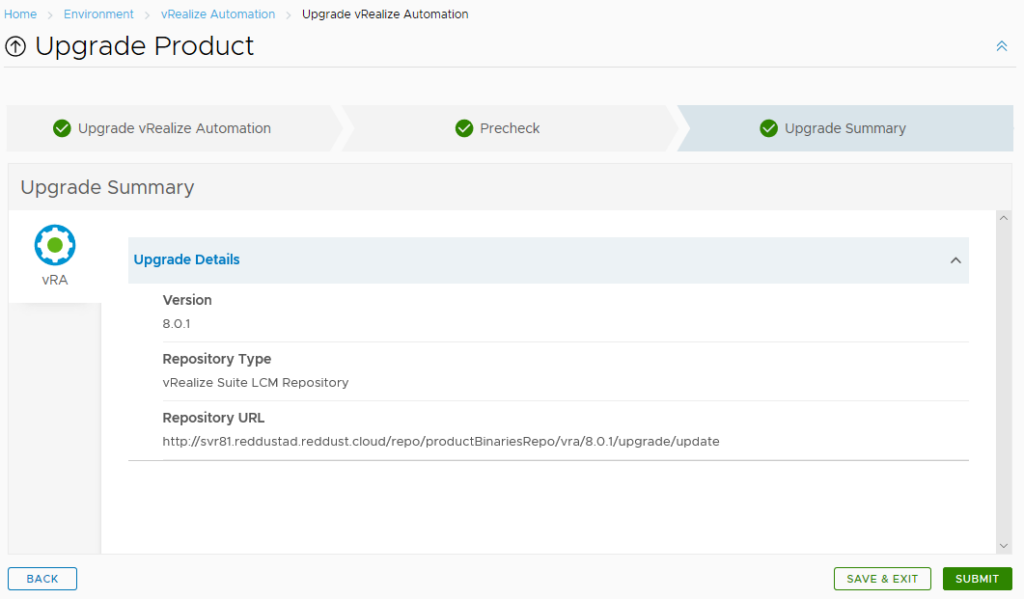 Home > Environment > vRealize Automation > Upgrade vRealize Automation
Upgrade Product
Upgrade vRealize Automation
Precheck
Upgrade Summary
Upgrade Summary
vRA
Upgrade Details
Version
8.0.1
Repository Type
vRealize Suite LCM Repository
Repository URL
http://svr81.reddustad.reddust.cloud/repo/productBinariesRepo/vra/8.0.1/upgrade/update
BACK
SAVE & EXIT
SUBMIT